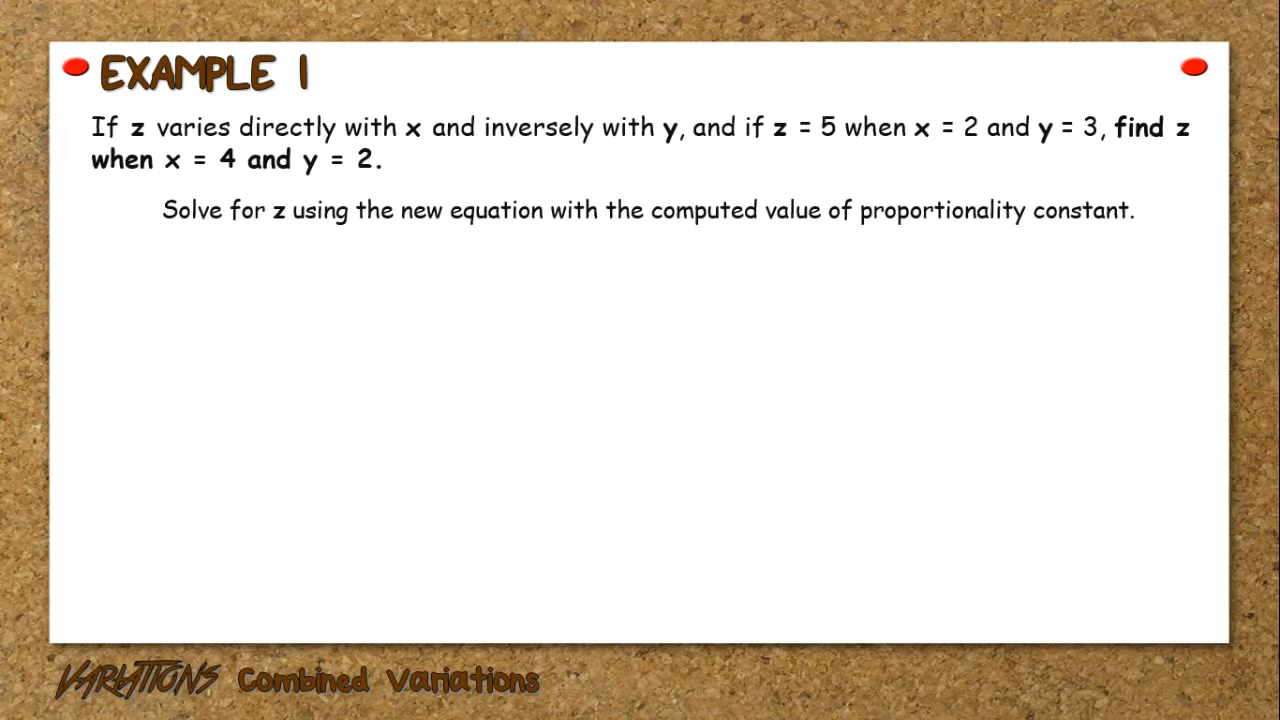 EXAMPLE 1
If z varies directly with x and inversely with y, and if z = 5 when x = 2 and y = 3, find z
when x = 4 and y = 2.
Solve for z using the new equation with the computed value of proportionality constant.
VARIATIONS Combined Variations